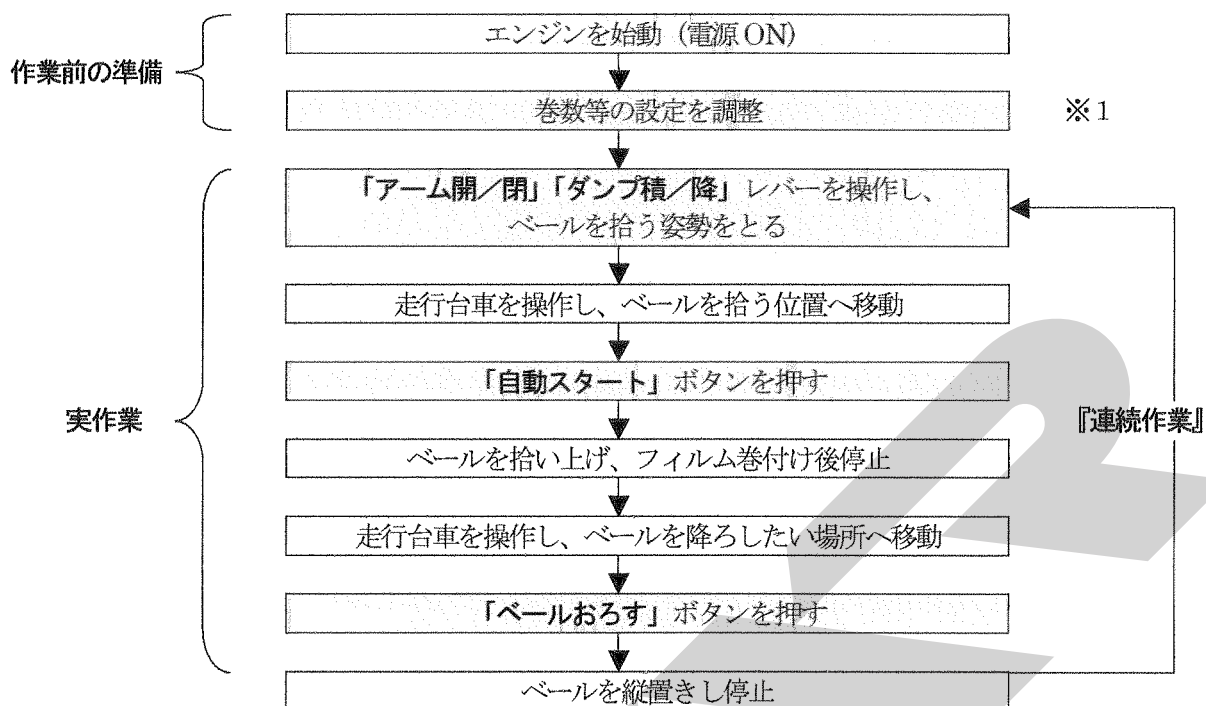 エンジンを始動（電源ON）
作業前の準備
巻数等の設定を調整
※1
「アーム開／閉」「ダンプ積／降」レバーを操作し、
ベールを拾う姿勢をとる
走行台車を操作し、ベールを拾う位置へ移動
「自動スタート」ボタンを押す
実作業
『連続作業』
ベールを拾い上げ、フィルム巻付け後停止
走行台車を操作し、ベールを降ろしたい場所へ移動
「ベールおろす」ボタンを押す
ベールを縦置きし停止